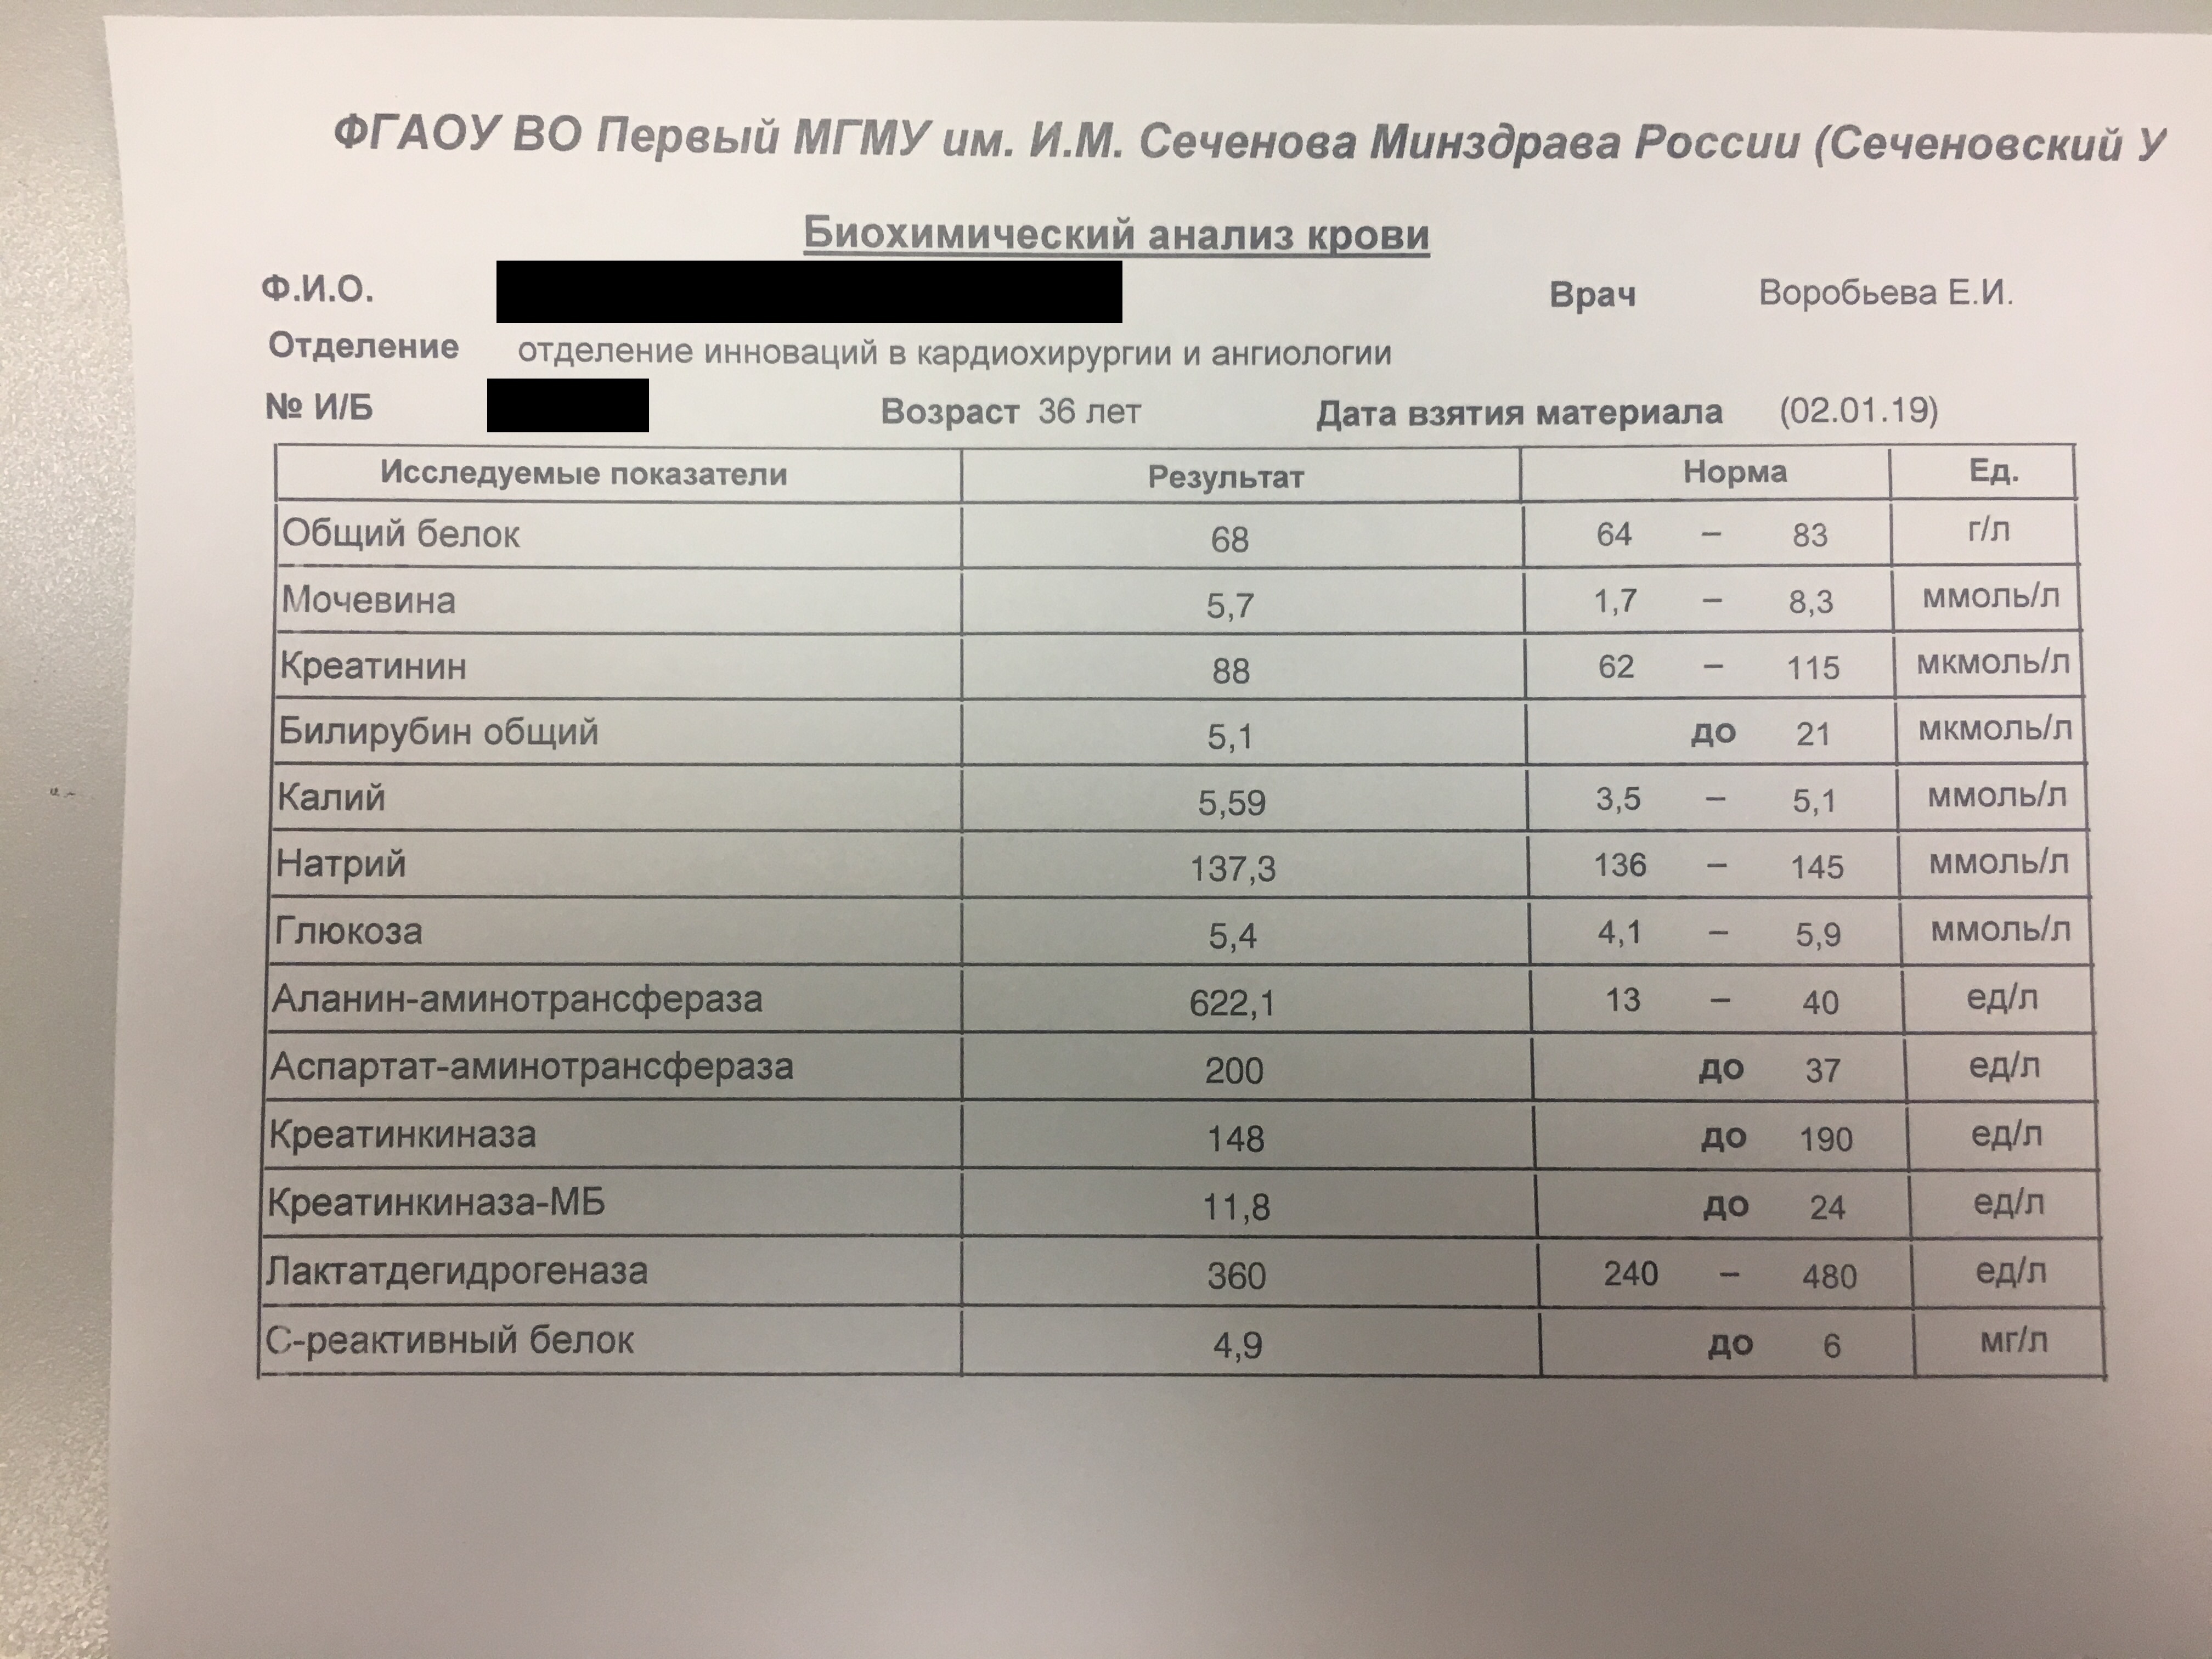 ФГАОУ ВО Первый МГМУ им. И.М. Сеченова Минздрава России (Сеченовский У
Биохимический анализ крови
Ф.И.О. Врач Воробьева Е.И.
Отделение отделение инноваций в кардиохирургии и ангиологии
№ И/Б Возраст 36 лет Дата взятия материала (02.01.19)
Исследуемые показатели Результат Норма Ед.
Общий белок 68 64 – 83 г/л
Мочевина 5,7 1,7 – 8,3 ммоль/л
Креатинин 88 62 – 115 мкмоль/л
Билирубин общий 5,1 до 21 мкмоль/л
Калий 5,59 3,5 – 5,1 ммоль/л
Натрий 137,3 136 – 145 ммоль/л
Глюкоза 5,4 4,1 – 5,9 ммоль/л
Аланин-аминотрансфераза 622,1 13 – 40 ед/л
Аспартат-аминотрансфераза 200 до 37 ед/л
Креатинкиназа 148 до 190 ед/л
Креатинкиназа-МБ 11,8 до 24 ед/л
Лактатдегидрогеназа 360 240 – 480 ед/л
С-реактивный белок 4,9 до 6 мг/л